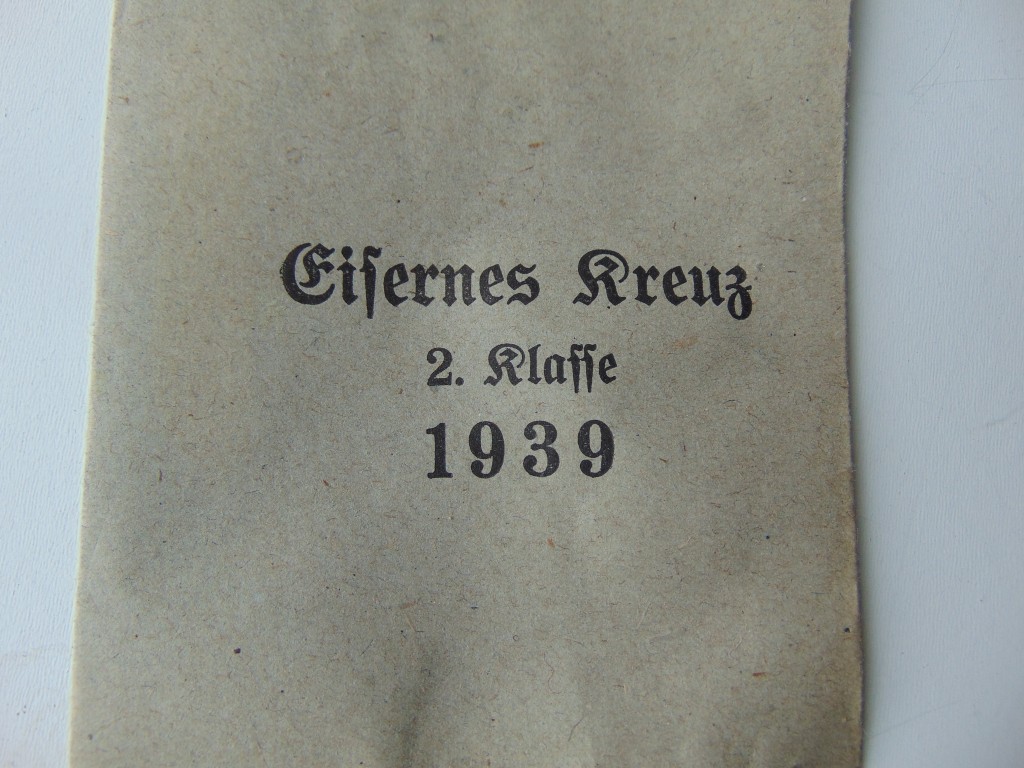 Eiſernes Kreuz
2. Klaſſe
1939